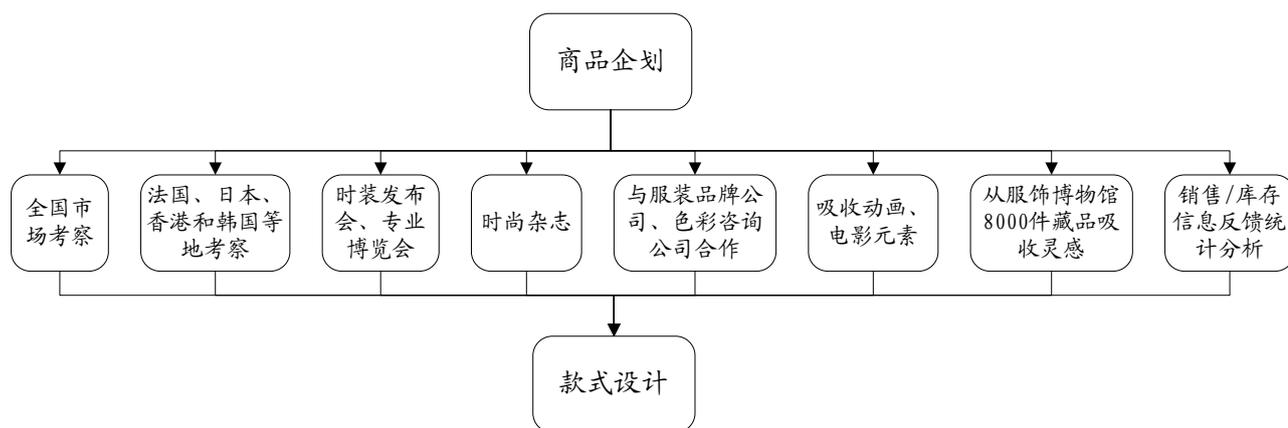 商品企划
全国市
场考察
法国、日本、
香港和韩国等
地考察
时装发布
会、专业
博览会
时尚杂志
与服装品牌公
司、色彩咨询
公司合作
吸收动画、
电影元素
从服饰博物馆
8000件藏品吸
收灵感
销售/库存
信息反馈统
计分析
款式设计